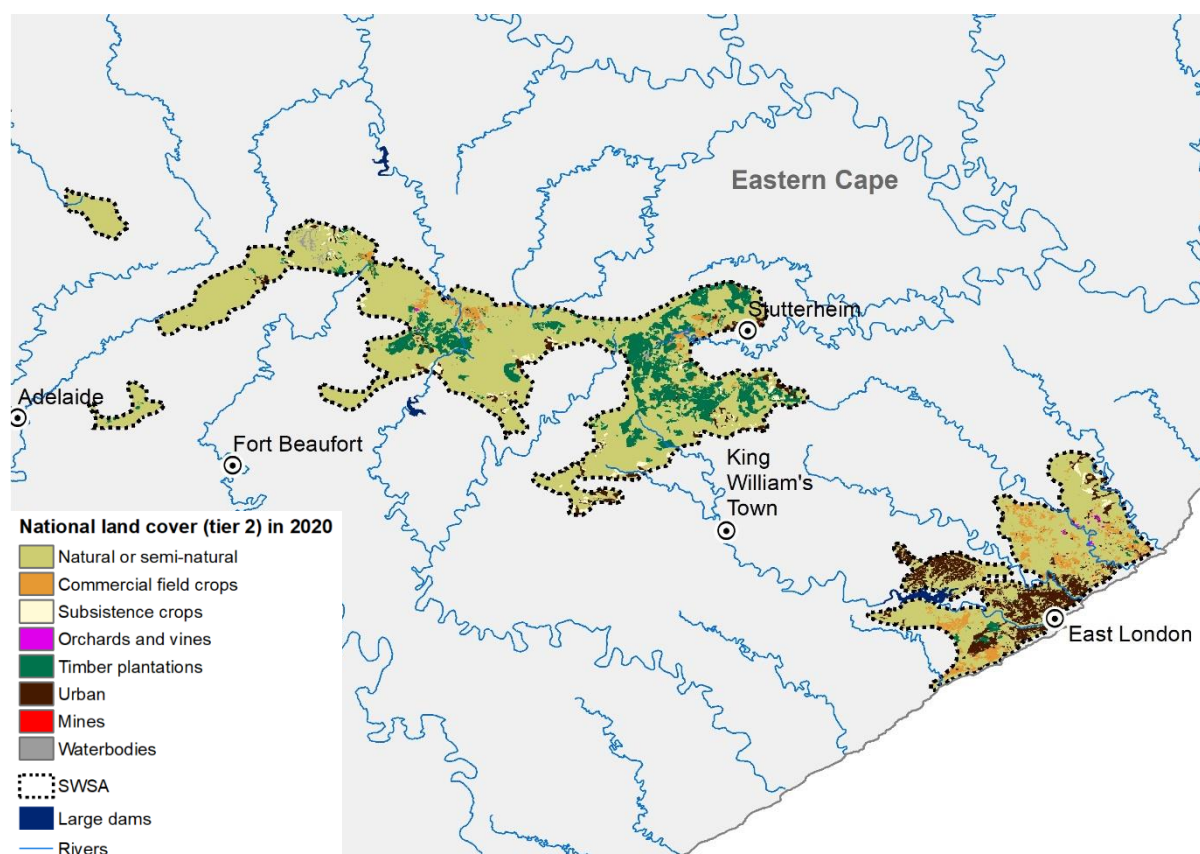 Eastern Cape
Stutterheim
Adelaide
Fort Beaufort
King
William's
Town
East London
National land cover (tier 2) in 2020
Natural or semi-natural
Commercial field crops
Subsistence crops
Orchards and vines
Timber plantations
Urban
Mines
Waterbodies
SWSA
Large dams
Rivers